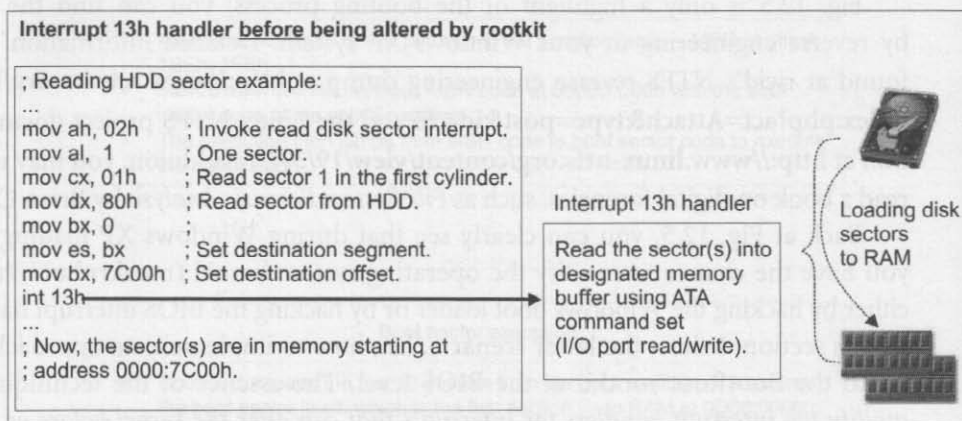 by reverse engineering
Interrupt 13h handler before being altered by rootkit
; Reading HDD sector example:
...
mov ah, 02h ; Invoke read disk sector interrupt.
mov al, 1 ; One sector.
mov cx, 01h ; Read sector 1 in the first cylinder.
mov dx, 80h ; Read sector from HDD.
mov bx, 0
mov es, bx ; Set destination segment.
mov bx, 7C00h ; Set destination offset.
int 13h
...
; Now, the sector(s) are in memory starting at
; address 0000:7C00h.
Interrupt 13h Handler
Read the sector(s) into
designated memory
buffer using ATA
command set
(I/O port read/write).
Loading disk
sectors
to RAM